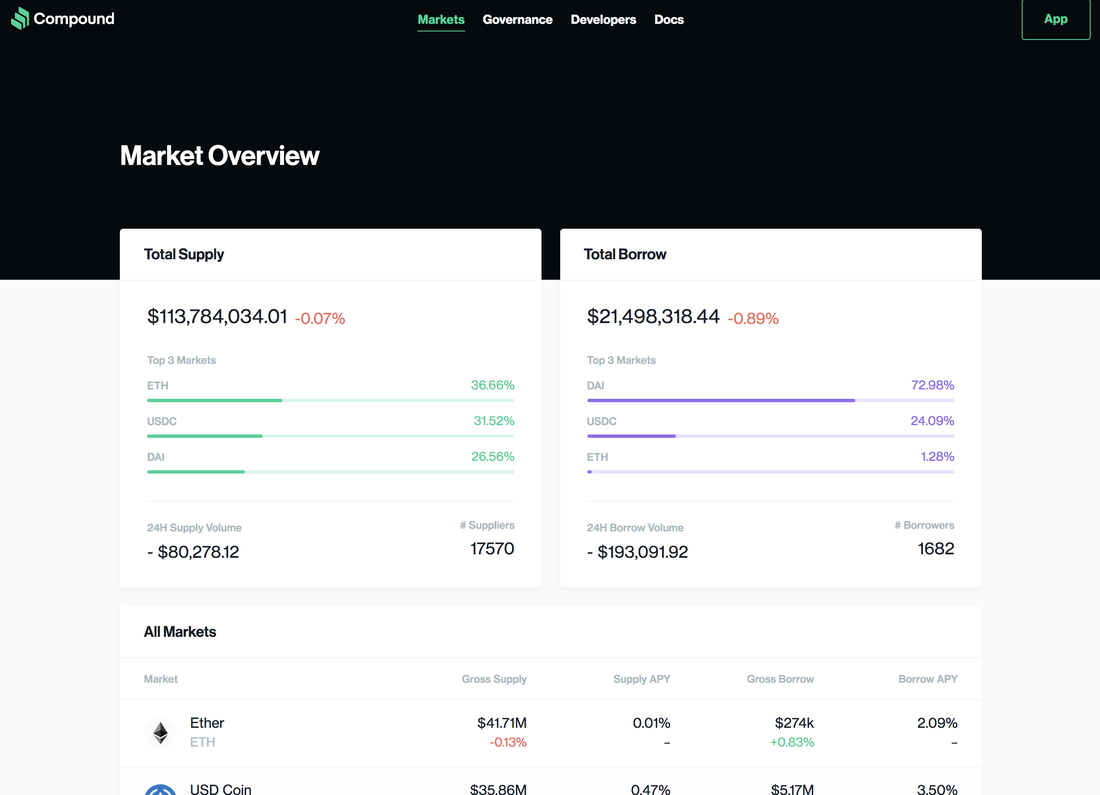 Compound
Markets Governance Developers Docs
App
Market Overview
Total Supply
$113,784,034.01 -0.07%
Top 3 Markets
ETH 36.66%
USDC 31.52%
DAI 26.56%
24H Supply Volume # Suppliers
- $80,278.12 17570
Total Borrow
$21,498,318.44 -0.89%
Top 3 Markets
DAI 72.98%
USDC 24.09%
ETH 1.28%
24H Borrow Volume # Borrowers
- $193,091.92 1682
All Markets
Market Gross Supply Supply APY Gross Borrow Borrow APY
Ether $41.71M 0.01% $274k 2.09%
ETH -0.13% – +0.83% –
USD Coin $35.86M 0.47% $5.17M 3.50%